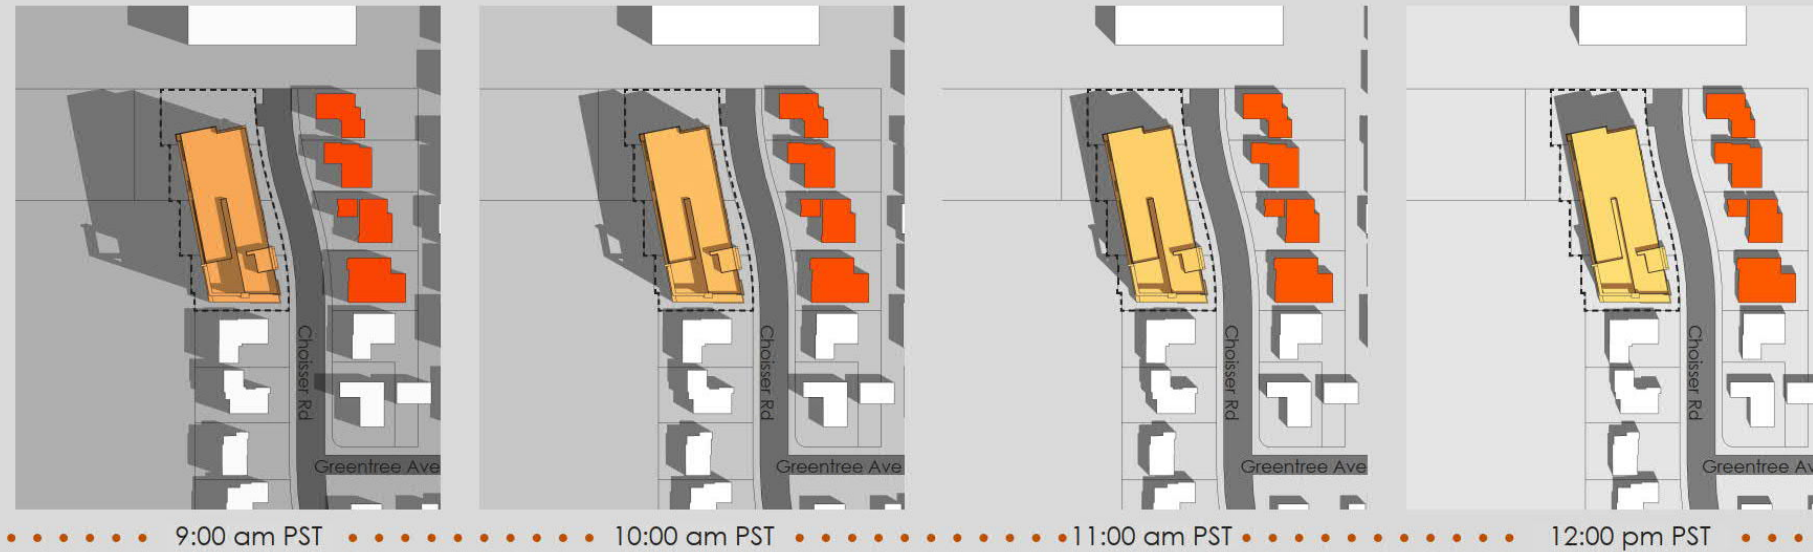 Choisser Rd
Greentree Ave
9:00 am PST
Choisser Rd
Greentree Ave
10:00 am PST
Choisser Rd
Greentree Ave
11:00 am PST
Choisser Rd
Greentree Av
12:00 pm PST